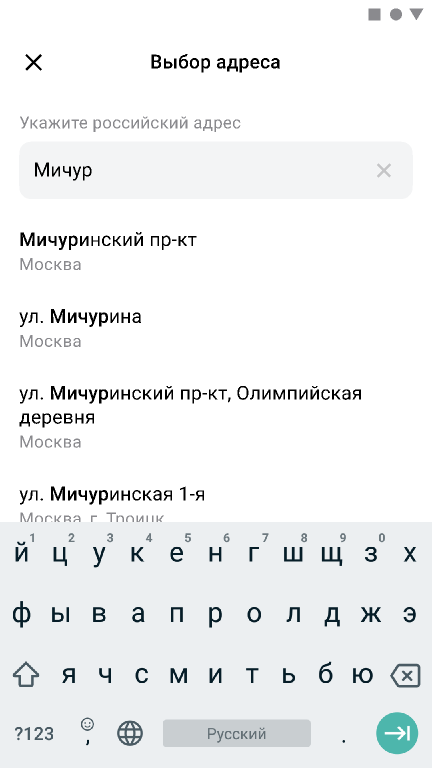 Выбор адреса
Укажите российский адрес
Мичур
Мичуринский пр-кт
Москва
ул. Мичурина
Москва
ул. Мичуринский пр-кт, Олимпийская
деревня
Москва
ул. Мичуринская 1-я
Москва, г. Троицк
1 2 3 4 5 6 7 8 9 0
й ц у к е н г ш щ з х
ф ы в а п р о л д ж э
я ч с м и т ь б ю
?123 , Русский .